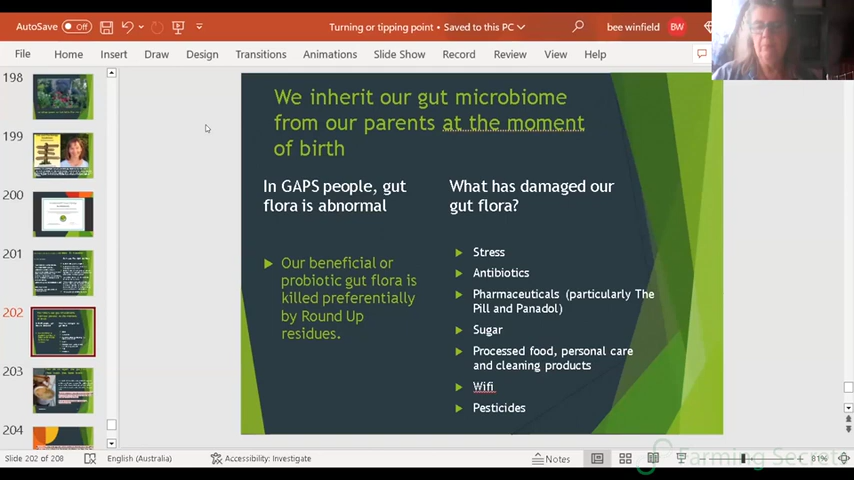 AutoSave Off
Turning or tipping point • Saved to this PC
bee winfield BW
File Home Insert Draw Design Transitions Animations Slide Show Record Review View Help
198
199
200
201
202
203
204
We inherit our gut microbiome
from our parents at the moment
of birth
In GAPS people, gut
flora is abnormal
Our beneficial or
probiotic gut flora is
killed preferentially
by Round Up
residues.
What has damaged our
gut flora?
Stress
Antibiotics
Pharmaceuticals (particularly The
Pill and Panadol)
Sugar
Processed food, personal care
and cleaning products
Wifi
Pesticides
Farming Secrets
Slide 202 of 208 English (Australia) Accessibility: Investigate Notes 81%